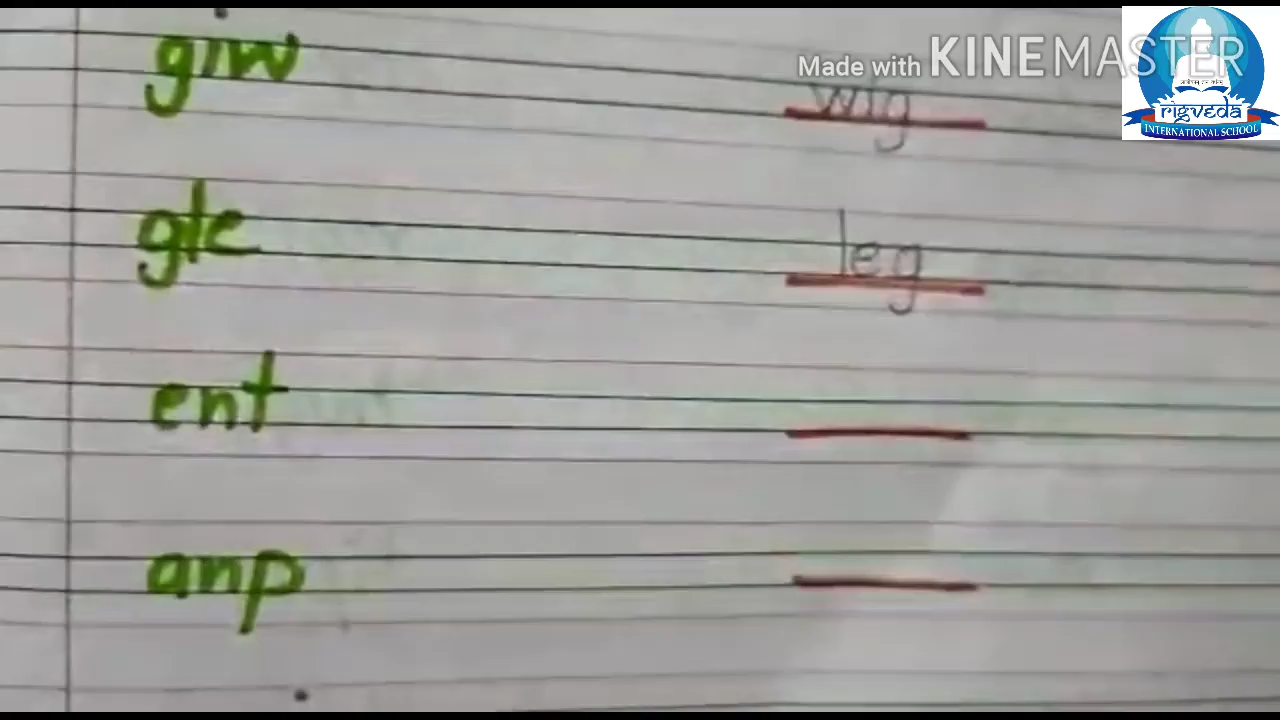 Made with KINEMASTER
rigveda
INTERNATIONAL SCHOOL
giw wig
gle leg
ent
anp